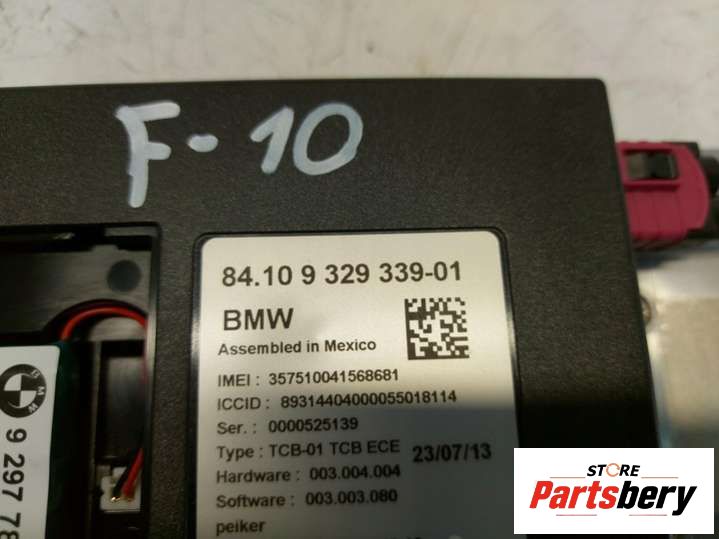 F-10
84.10 9 329 339-01
BMW
Assembled in Mexico
IMEI : 357510041568681
ICCID : 89314404000055018114
Ser. : 0000525139
Type : TCB-01 TCB ECE 23/07/13
Hardware : 003.004.004
Software : 003.003.080
peiker
BMW
9 297 78
STORE
Partsbery